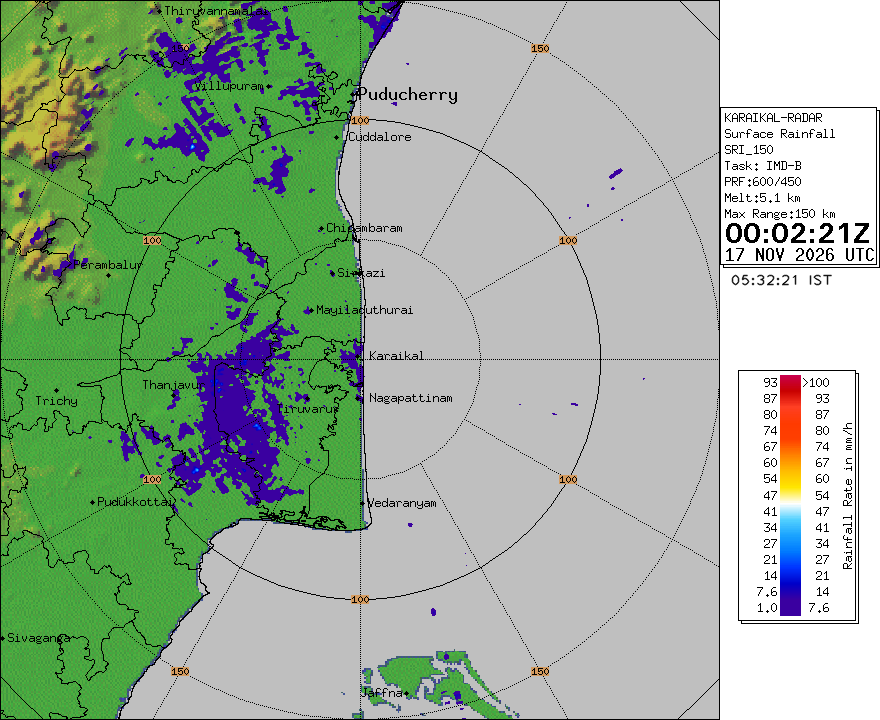 Thiruvannamalai
150
150
Villupuram
Puducherry
100
Cuddalore
Chidambaram
100
100
Perambalur
Sirkazi
Mayiladuthurai
Karaikal
Thanjavur
Trichy
Nagapattinam
Tiruvarur
100
100
Pudukkottai
Vedaranyam
100
Sivaganga
150
150
Jaffna
KARAIKAL-RADAR
Surface Rainfall
SRI_150
Task: IMD-B
PRF:600/450
Melt:5.1 km
Max Range:150 km
00:02:21Z
17 NOV 2026 UTC
05:32:21 IST
93 >100
87 93
80 87
74 80
67 74
60 67
54 60
47 54
41 47
34 41
27 34
21 27
14 21
7.6 14
1.0 7.6
Rainfall Rate in mm/h